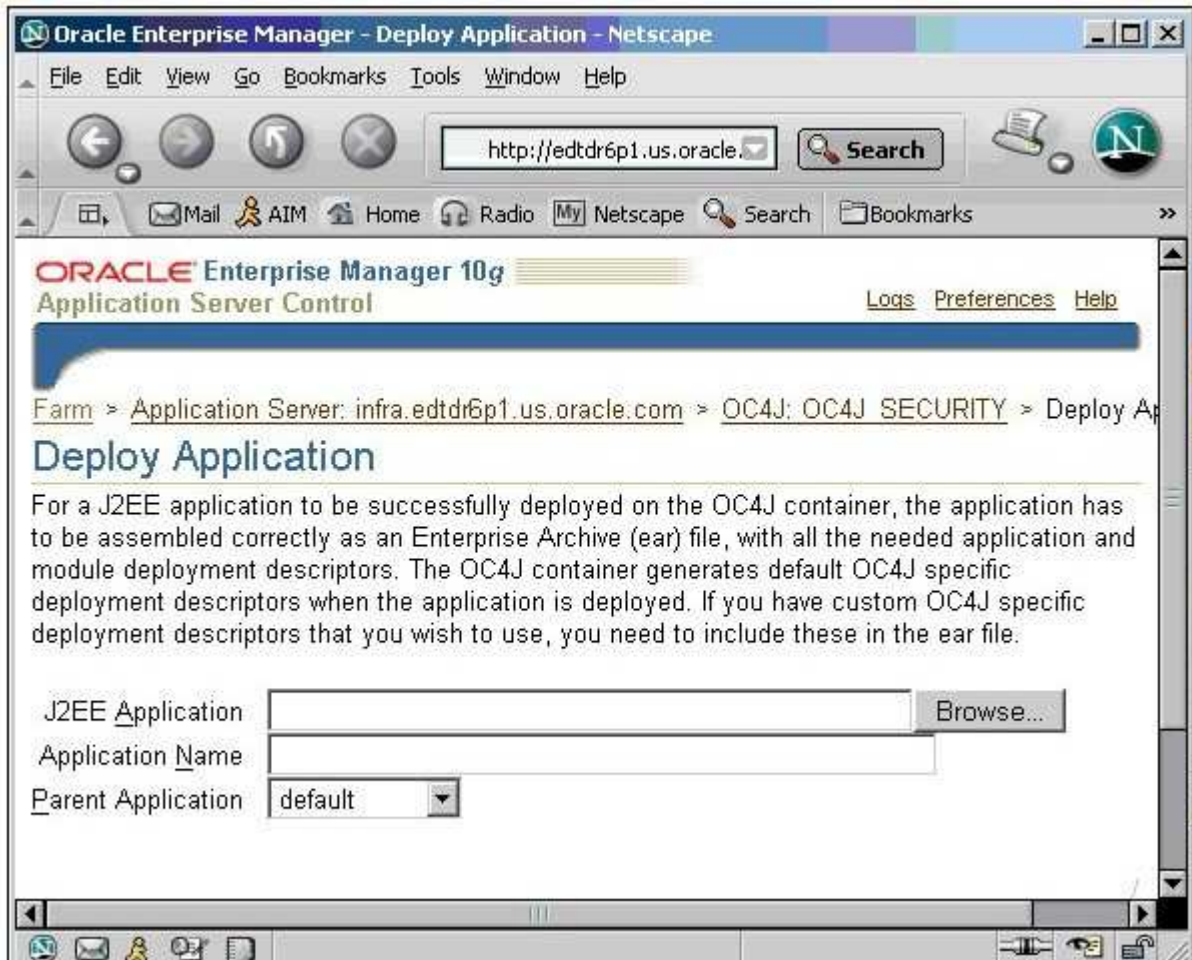 Oracle Enterprise Manager - Deploy Application - Netscape
File Edit View Go Bookmarks Tools Window Help
http://edtdr6p1.us.oracle. Search N
Mail AIM Home Radio My Netscape Search Bookmarks »
ORACLE Enterprise Manager 10g
Application Server Control
Logs Preferences Help
Farm > Application Server: infra.edtdr6p1.us.oracle.com > OC4J: OC4J_SECURITY > Deploy Ap
Deploy Application
For a J2EE application to be successfully deployed on the OC4J container, the application has
to be assembled correctly as an Enterprise Archive (ear) file, with all the needed application and
module deployment descriptors. The OC4J container generates default OC4J specific
deployment descriptors when the application is deployed. If you have custom OC4J specific
deployment descriptors that you wish to use, you need to include these in the ear file.
J2EE Application Browse...
Application Name
Parent Application default